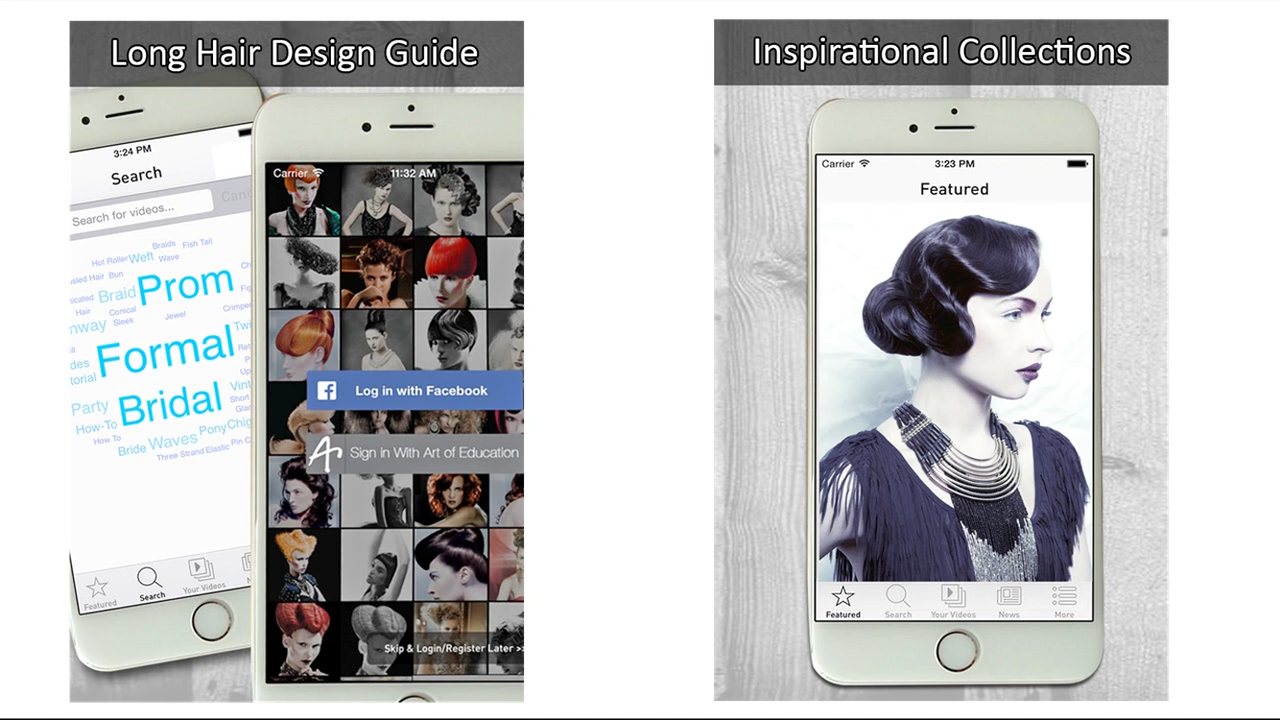 Long Hair Design Guide
3:24 PM
Search
Search for videos...
Braids Fish Tail
Hot Roller Weft Wave
Hair Bun
Braid Prom
Hair Conical
Sleek Jewel
Formal
Party Bridal
How-To
How To
Bride Waves Pony
Three Strand Elastic Pin
Featured
Search
Your Videos
Carrier 11:32 AM
Log in with Facebook
Sign in With Art of Education
Skip & Login/Register Later >>
Inspirational Collections
Carrier 3:23 PM
Featured
Featured Search Your Videos News More